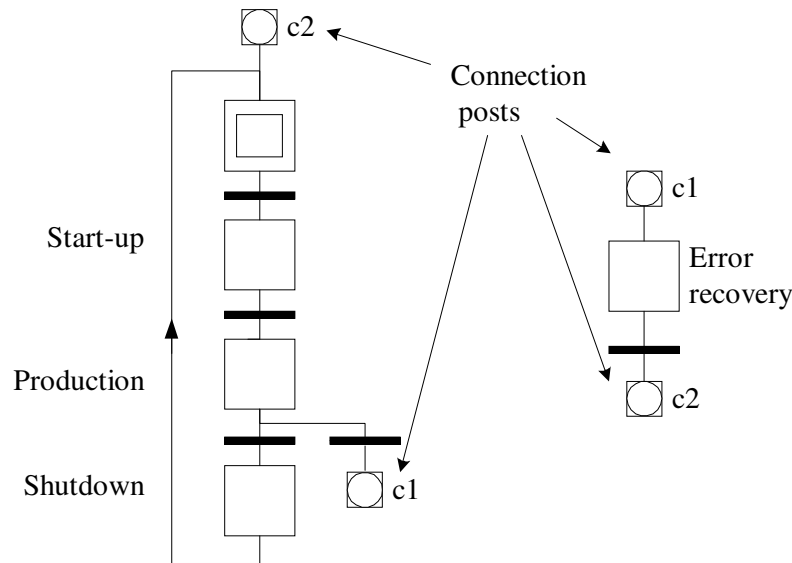 c2
Connection
posts
c1
Start-up
Error
recovery
Production
c2
Shutdown
c1